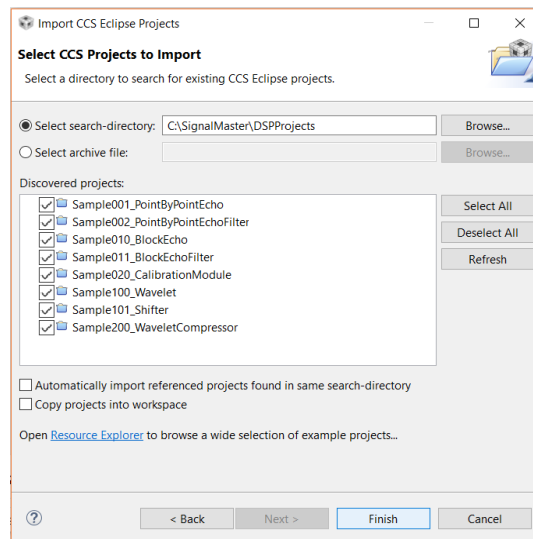 Import CCS Eclipse Projects
Select CCS Projects to Import
Select a directory to search for existing CCS Eclipse projects.
Select search-directory: C:\SignalMaster\DSPProjects Browse...
Select archive file: Browse...
Discovered projects:
Sample001_PointByPointEcho Select All
Sample002_PointByPointEchoFilter
Sample010_BlockEcho Deselect All
Sample011_BlockEchoFilter Refresh
Sample020_CalibrationModule
Sample100_Wavelet
Sample101_Shifter
Sample200_WaveletCompressor
Automatically import referenced projects found in same search-directory
Copy projects into workspace
Open Resource Explorer to browse a wide selection of example projects...
? < Back Next > Finish Cancel